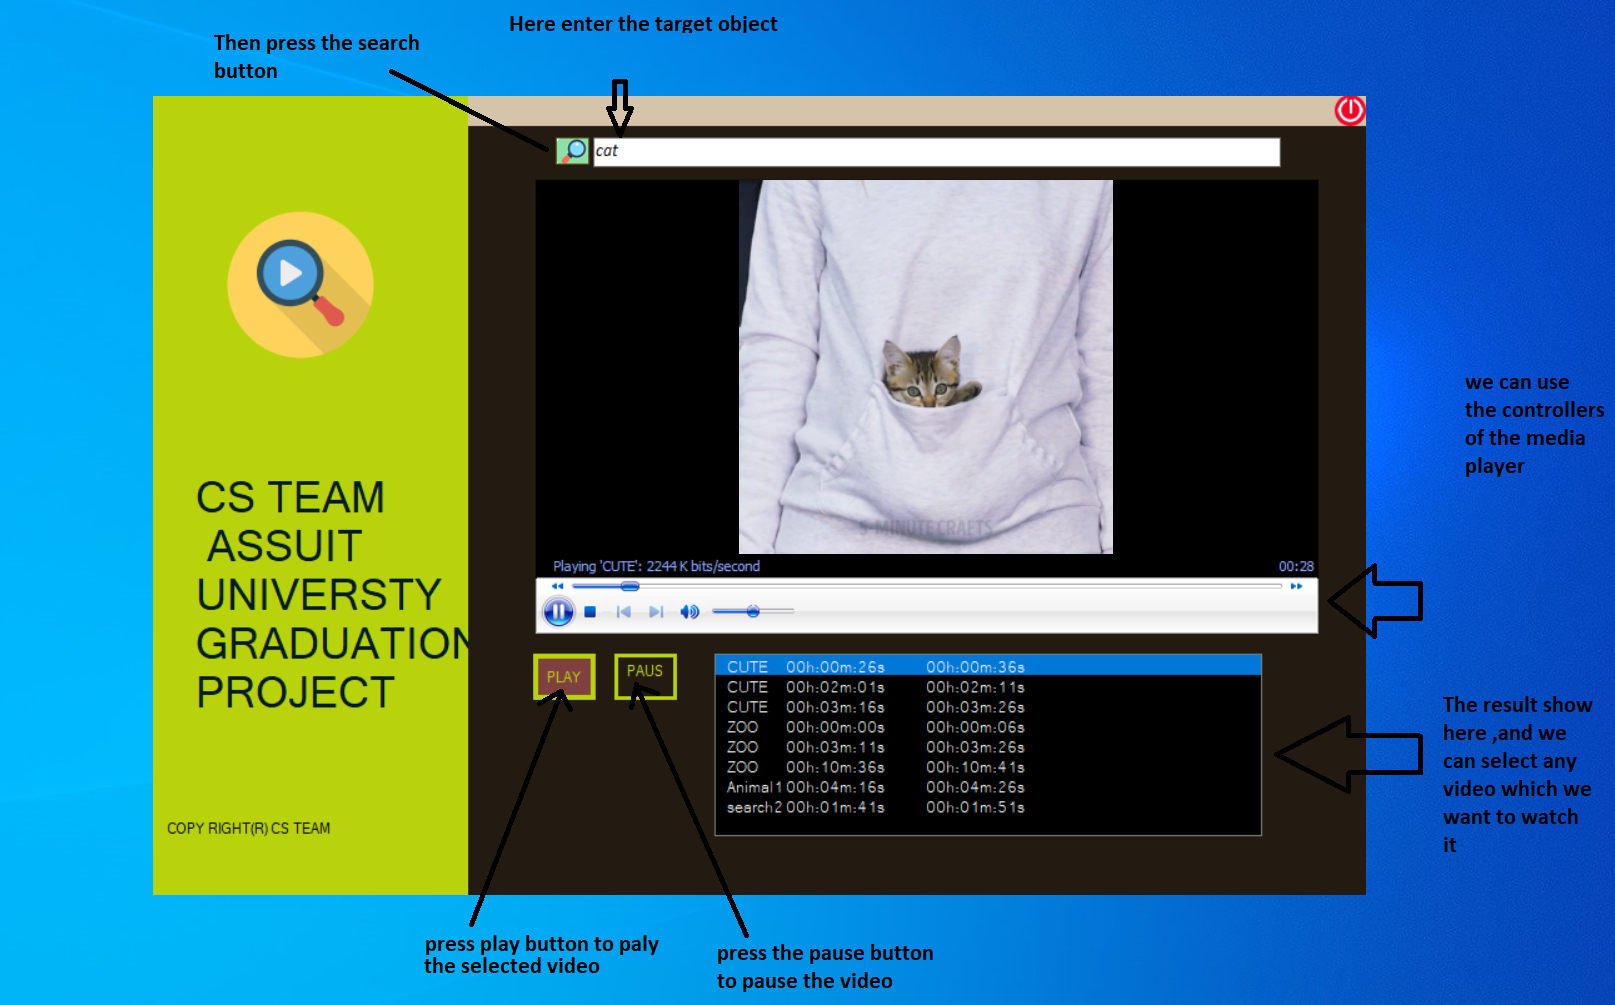 Here enter the target object
Then press the search
button
cat
5-MINUTE CRAFTS
we can use
the controllers
of the media
player
CS TEAM
ASSUIT
UNIVERSTY
GRADUATION
PROJECT
COPY RIGHT(R) CS TEAM
Playing 'CUTE': 2244 K bits/second
00:28
PLAY
PAUS
CUTE 00h:00m:26s 00h:00m:36s
CUTE 00h:02m:01s 00h:02m:11s
CUTE 00h:03m:16s 00h:03m:26s
ZOO 00h:00m:00s 00h:00m:06s
ZOO 00h:03m:11s 00h:03m:26s
ZOO 00h:10m:36s 00h:10m:41s
Animal1 00h:04m:16s 00h:04m:26s
search2 00h:01m:41s 00h:01m:51s
The result show
here ,and we
can select any
video which we
want to watch
it
press play button to paly
the selected video
press the pause button
to pause the video